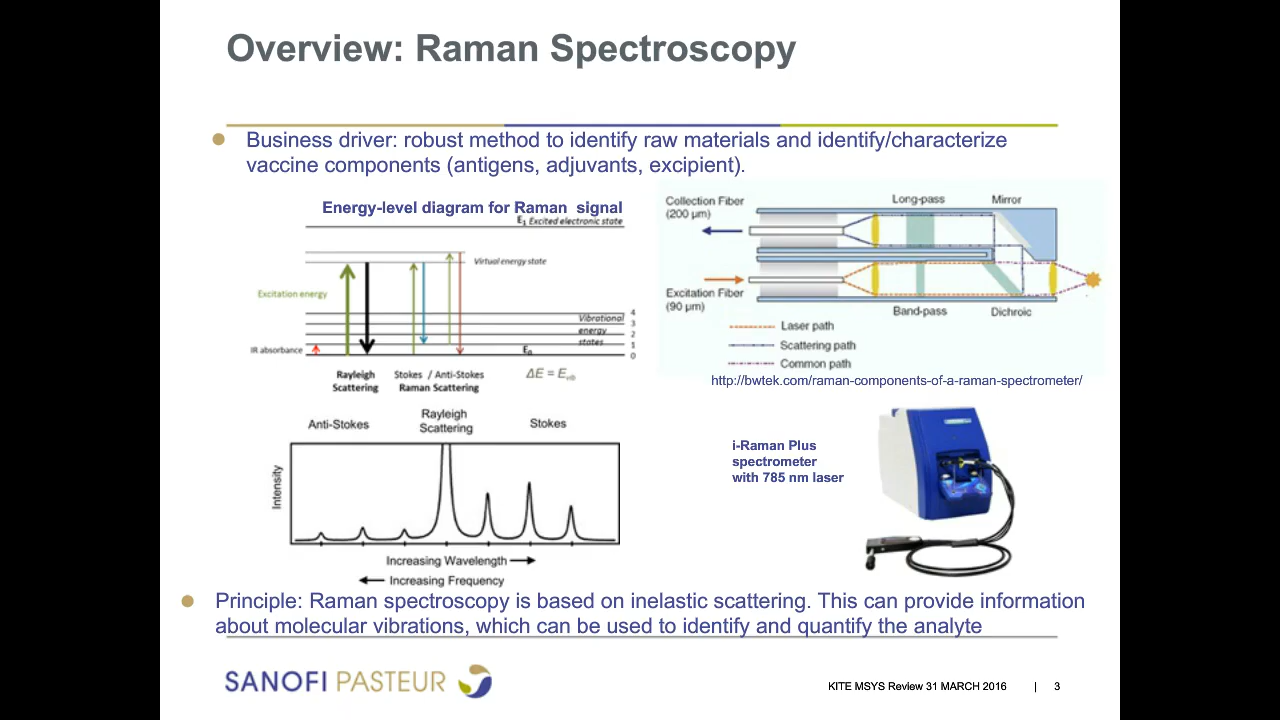 Overview: Raman Spectroscopy
Business driver: robust method to identify raw materials and identify/characterize
vaccine components (antigens, adjuvants, excipient).
Energy-level diagram for Raman signal
E1 Excited electronic state
Virtual energy state
Excitation energy
Vibrational
energy
states
4
3
2
1
0
IR absorbance
E0
Rayleigh
Scattering
Stokes / Anti-Stokes
Raman Scattering
ΔE = Eν0
Collection Fiber
(200 µm)
Long-pass
Mirror
Excitation Fiber
(90 µm)
Band-pass
Dichroic
Laser path
Scattering path
Common path
http://bwtek.com/raman-components-of-a-raman-spectrometer/
Anti-Stokes
Rayleigh
Scattering
Stokes
Intensity
Increasing Wavelength
Increasing Frequency
i-Raman Plus
spectrometer
with 785 nm laser
Principle: Raman spectroscopy is based on inelastic scattering. This can provide information
about molecular vibrations, which can be used to identify and quantify the analyte
SANOFI PASTEUR
KITE MSYS Review 31 MARCH 2016 | 3